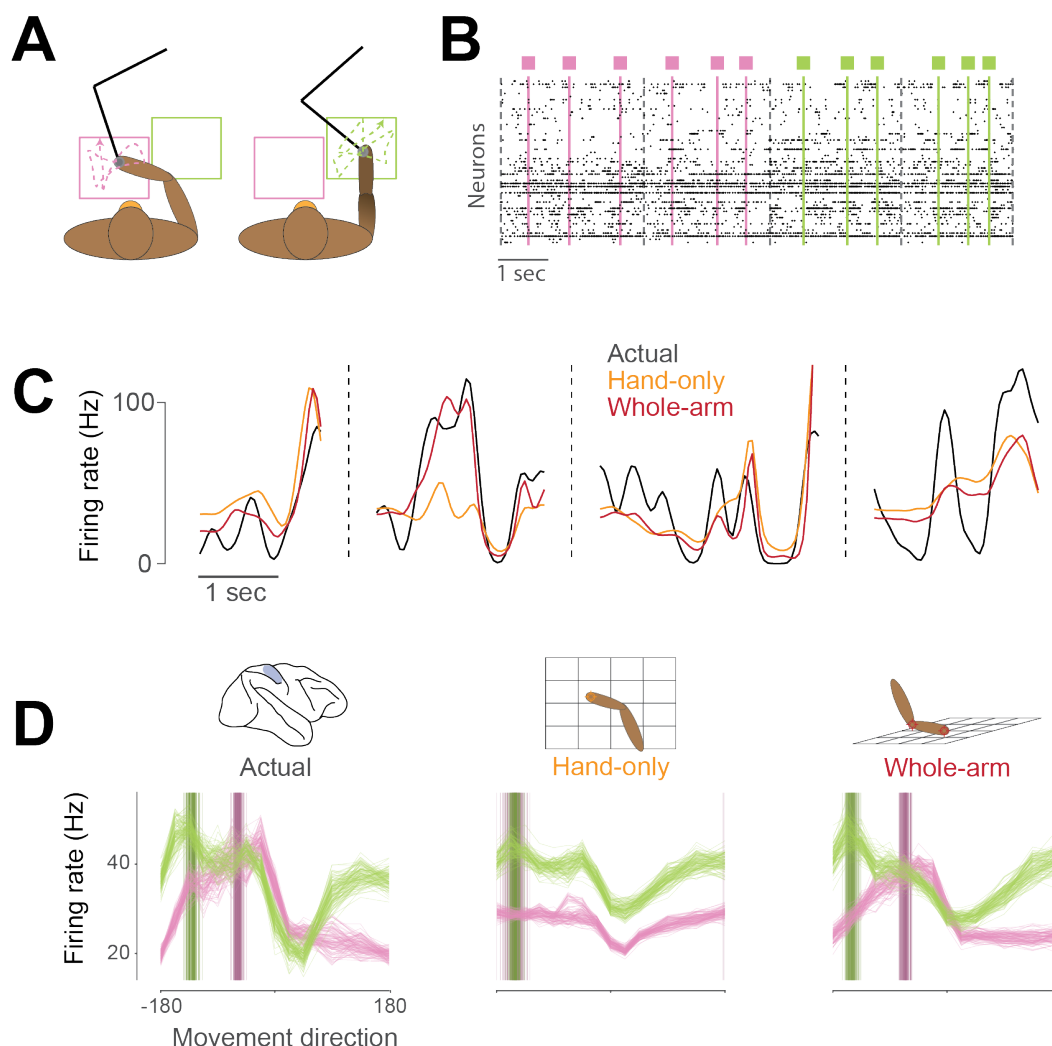 A
B
Neurons
1 sec
C
Actual
Hand-only
Whole-arm
Firing rate (Hz)
100
0
1 sec
D
Actual
Hand-only
Whole-arm
Firing rate (Hz)
40
20
-180
180
Movement direction